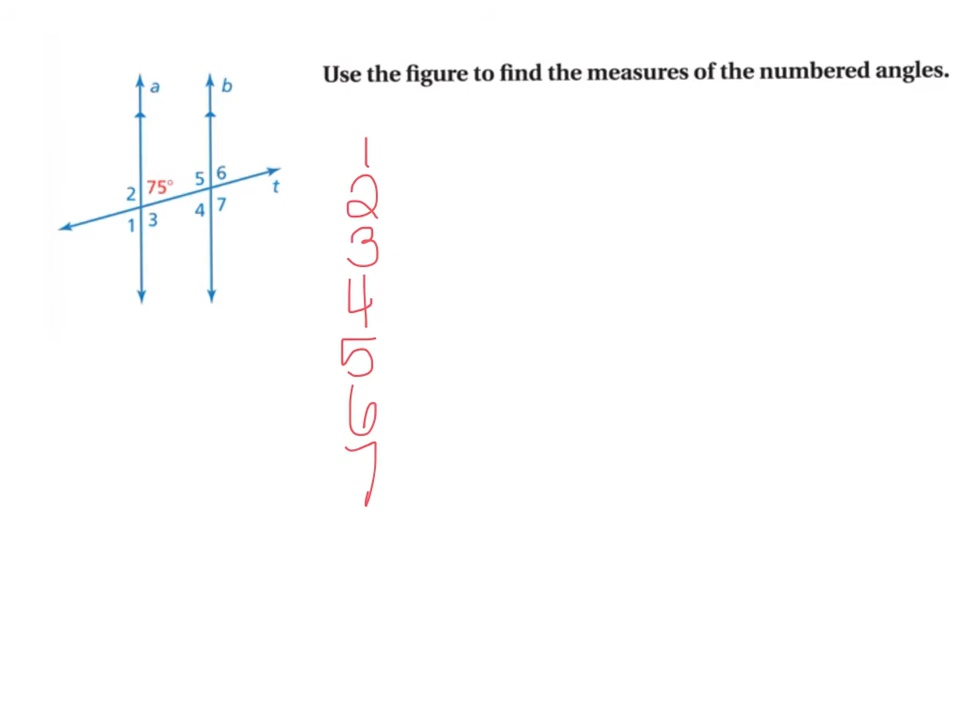 Use the figure to find the measures of the numbered angles.
a b
2 75° 5 6
t
1 3 4 7
1
2
3
4
5
6
7